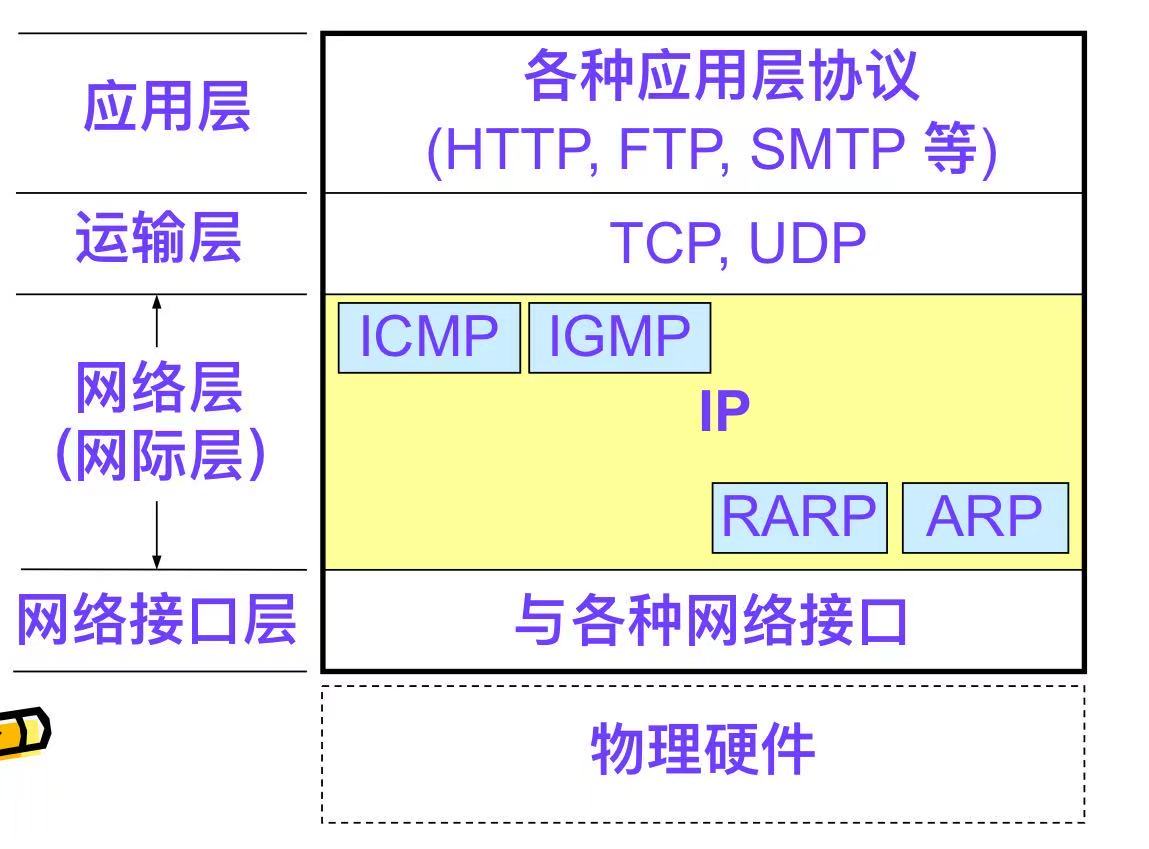 应用层
各种应用层协议
(HTTP, FTP, SMTP 等)
运输层
TCP, UDP
网络层
(网际层)
ICMP
IGMP
IP
RARP
ARP
网络接口层
与各种网络接口
物理硬件